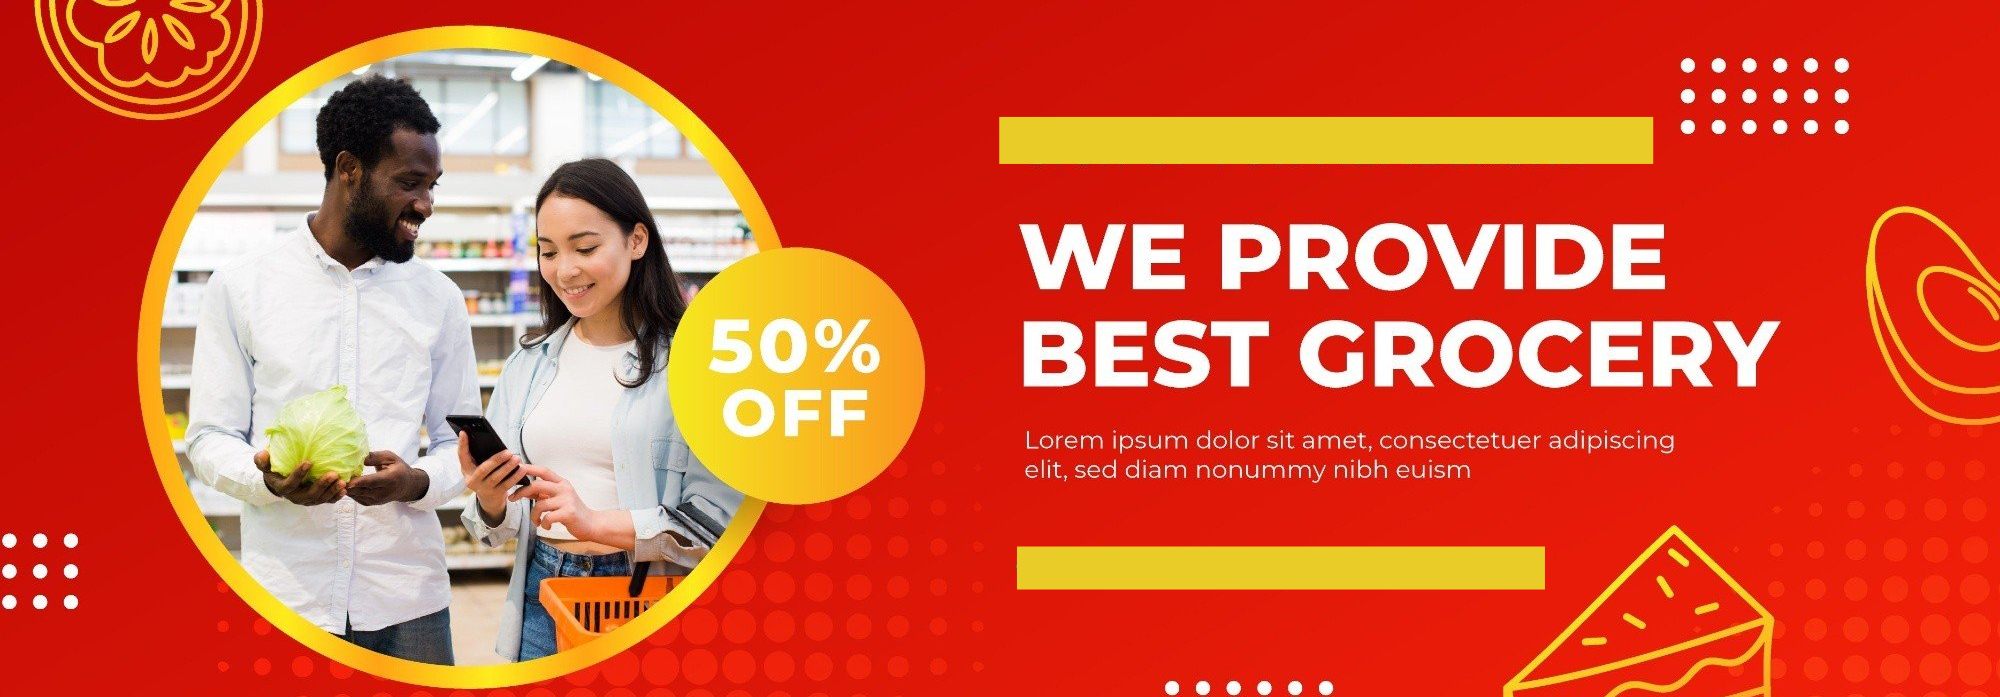 50%
OFF
WE PROVIDE
BEST GROCERY
Lorem ipsum dolor sit amet, consectetuer adipiscing
elit, sed diam nonummy nibh euism